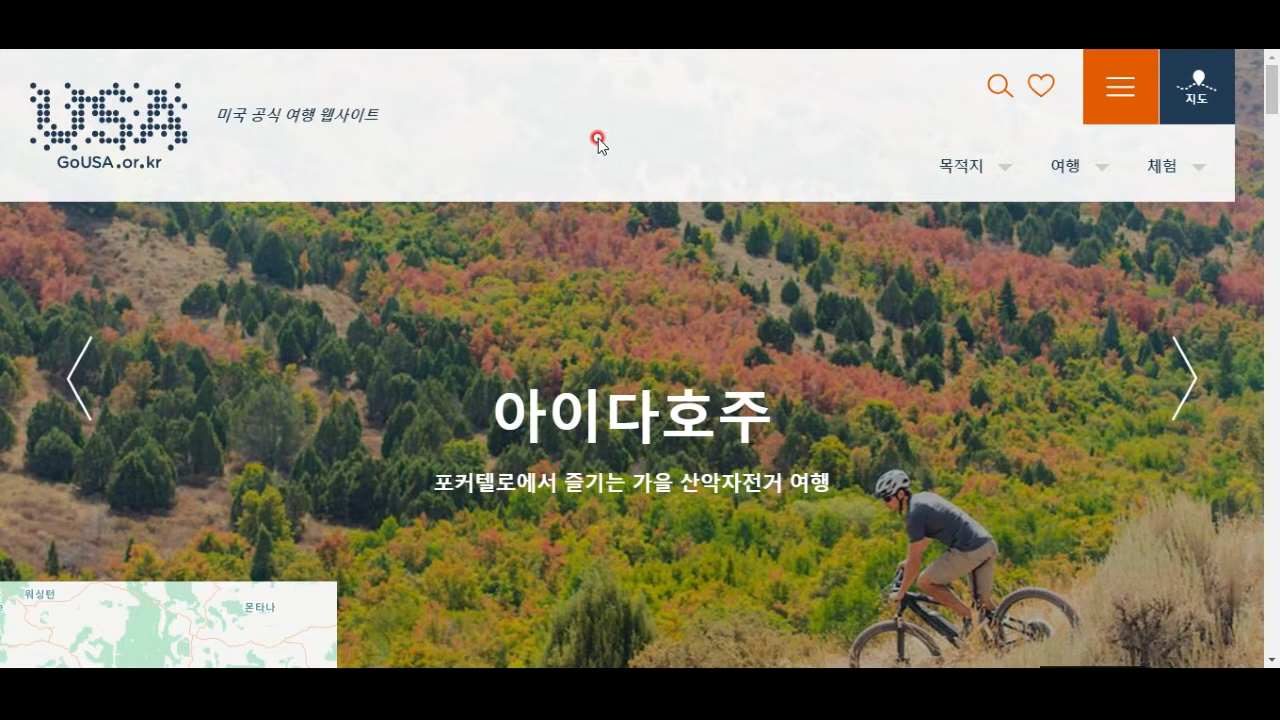 USA
GoUSA.or.kr
미국 공식 여행 웹사이트
지도
목적지
여행
체험
아이다호주
포커텔로에서 즐기는 가을 산악자전거 여행
워싱턴
몬타나